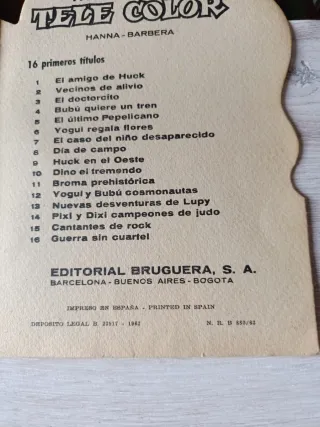 TELE COLOR
HANNA - BARBERA
16 primeros títulos
1 El amigo de Huck
2 Vecinos de alivio
3 El doctorcito
4 Bubú quiere un tren
5 El último Pepelicano
6 Yogui regala flores
7 El caso del niño desaparecido
8 Día de campo
9 Huck en el Oeste
10 Dino el tremendo
11 Broma prehistórica
12 Yogui y Bubú cosmonautas
13 Nuevas desventuras de Lupy
14 Pixi y Dixi campeones de judo
15 Cantantes de rock
16 Guerra sin cuartel
EDITORIAL BRUGUERA, S. A.
BARCELONA - BUENOS AIRES - BOGOTA
IMPRESO EN ESPAÑA - PRINTED IN SPAIN
DEPOSITO LEGAL B. - 1962
N. R. B